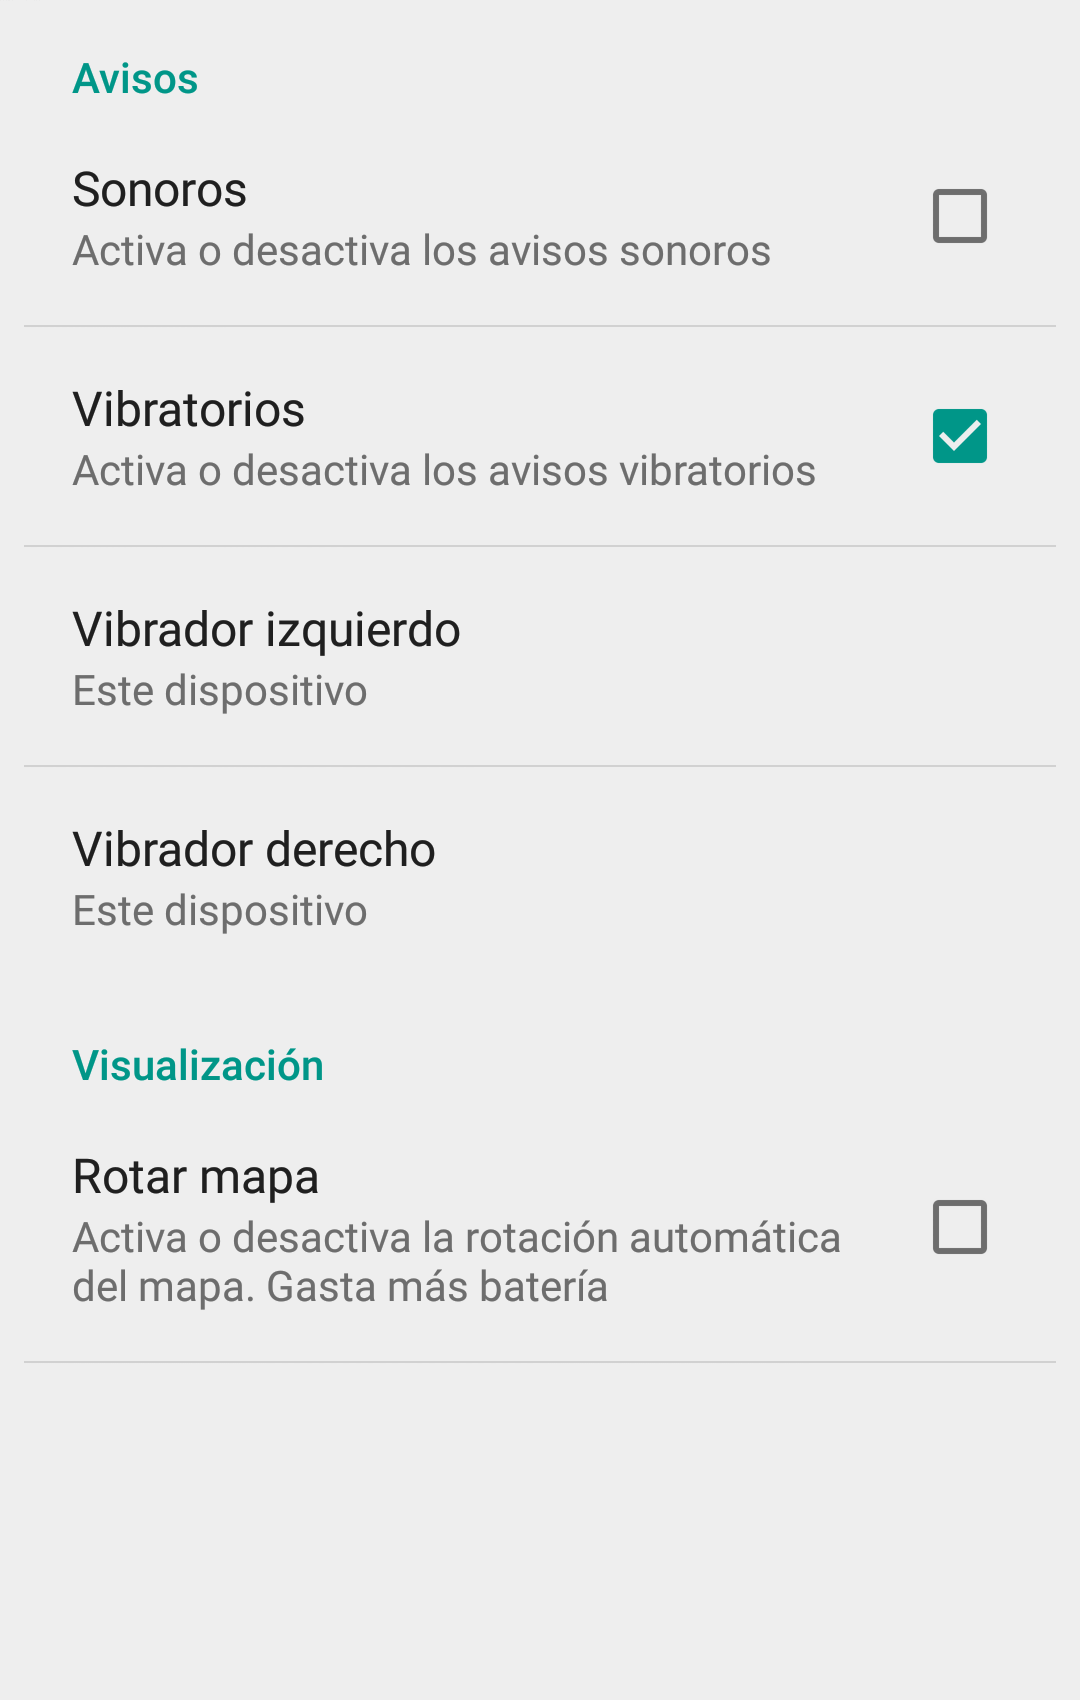 Avisos
Sonoros
Activa o desactiva los avisos sonoros
Vibratorios
Activa o desactiva los avisos vibratorios
Vibrador izquierdo
Este dispositivo
Vibrador derecho
Este dispositivo
Visualización
Rotar mapa
Activa o desactiva la rotación automática
del mapa. Gasta más batería